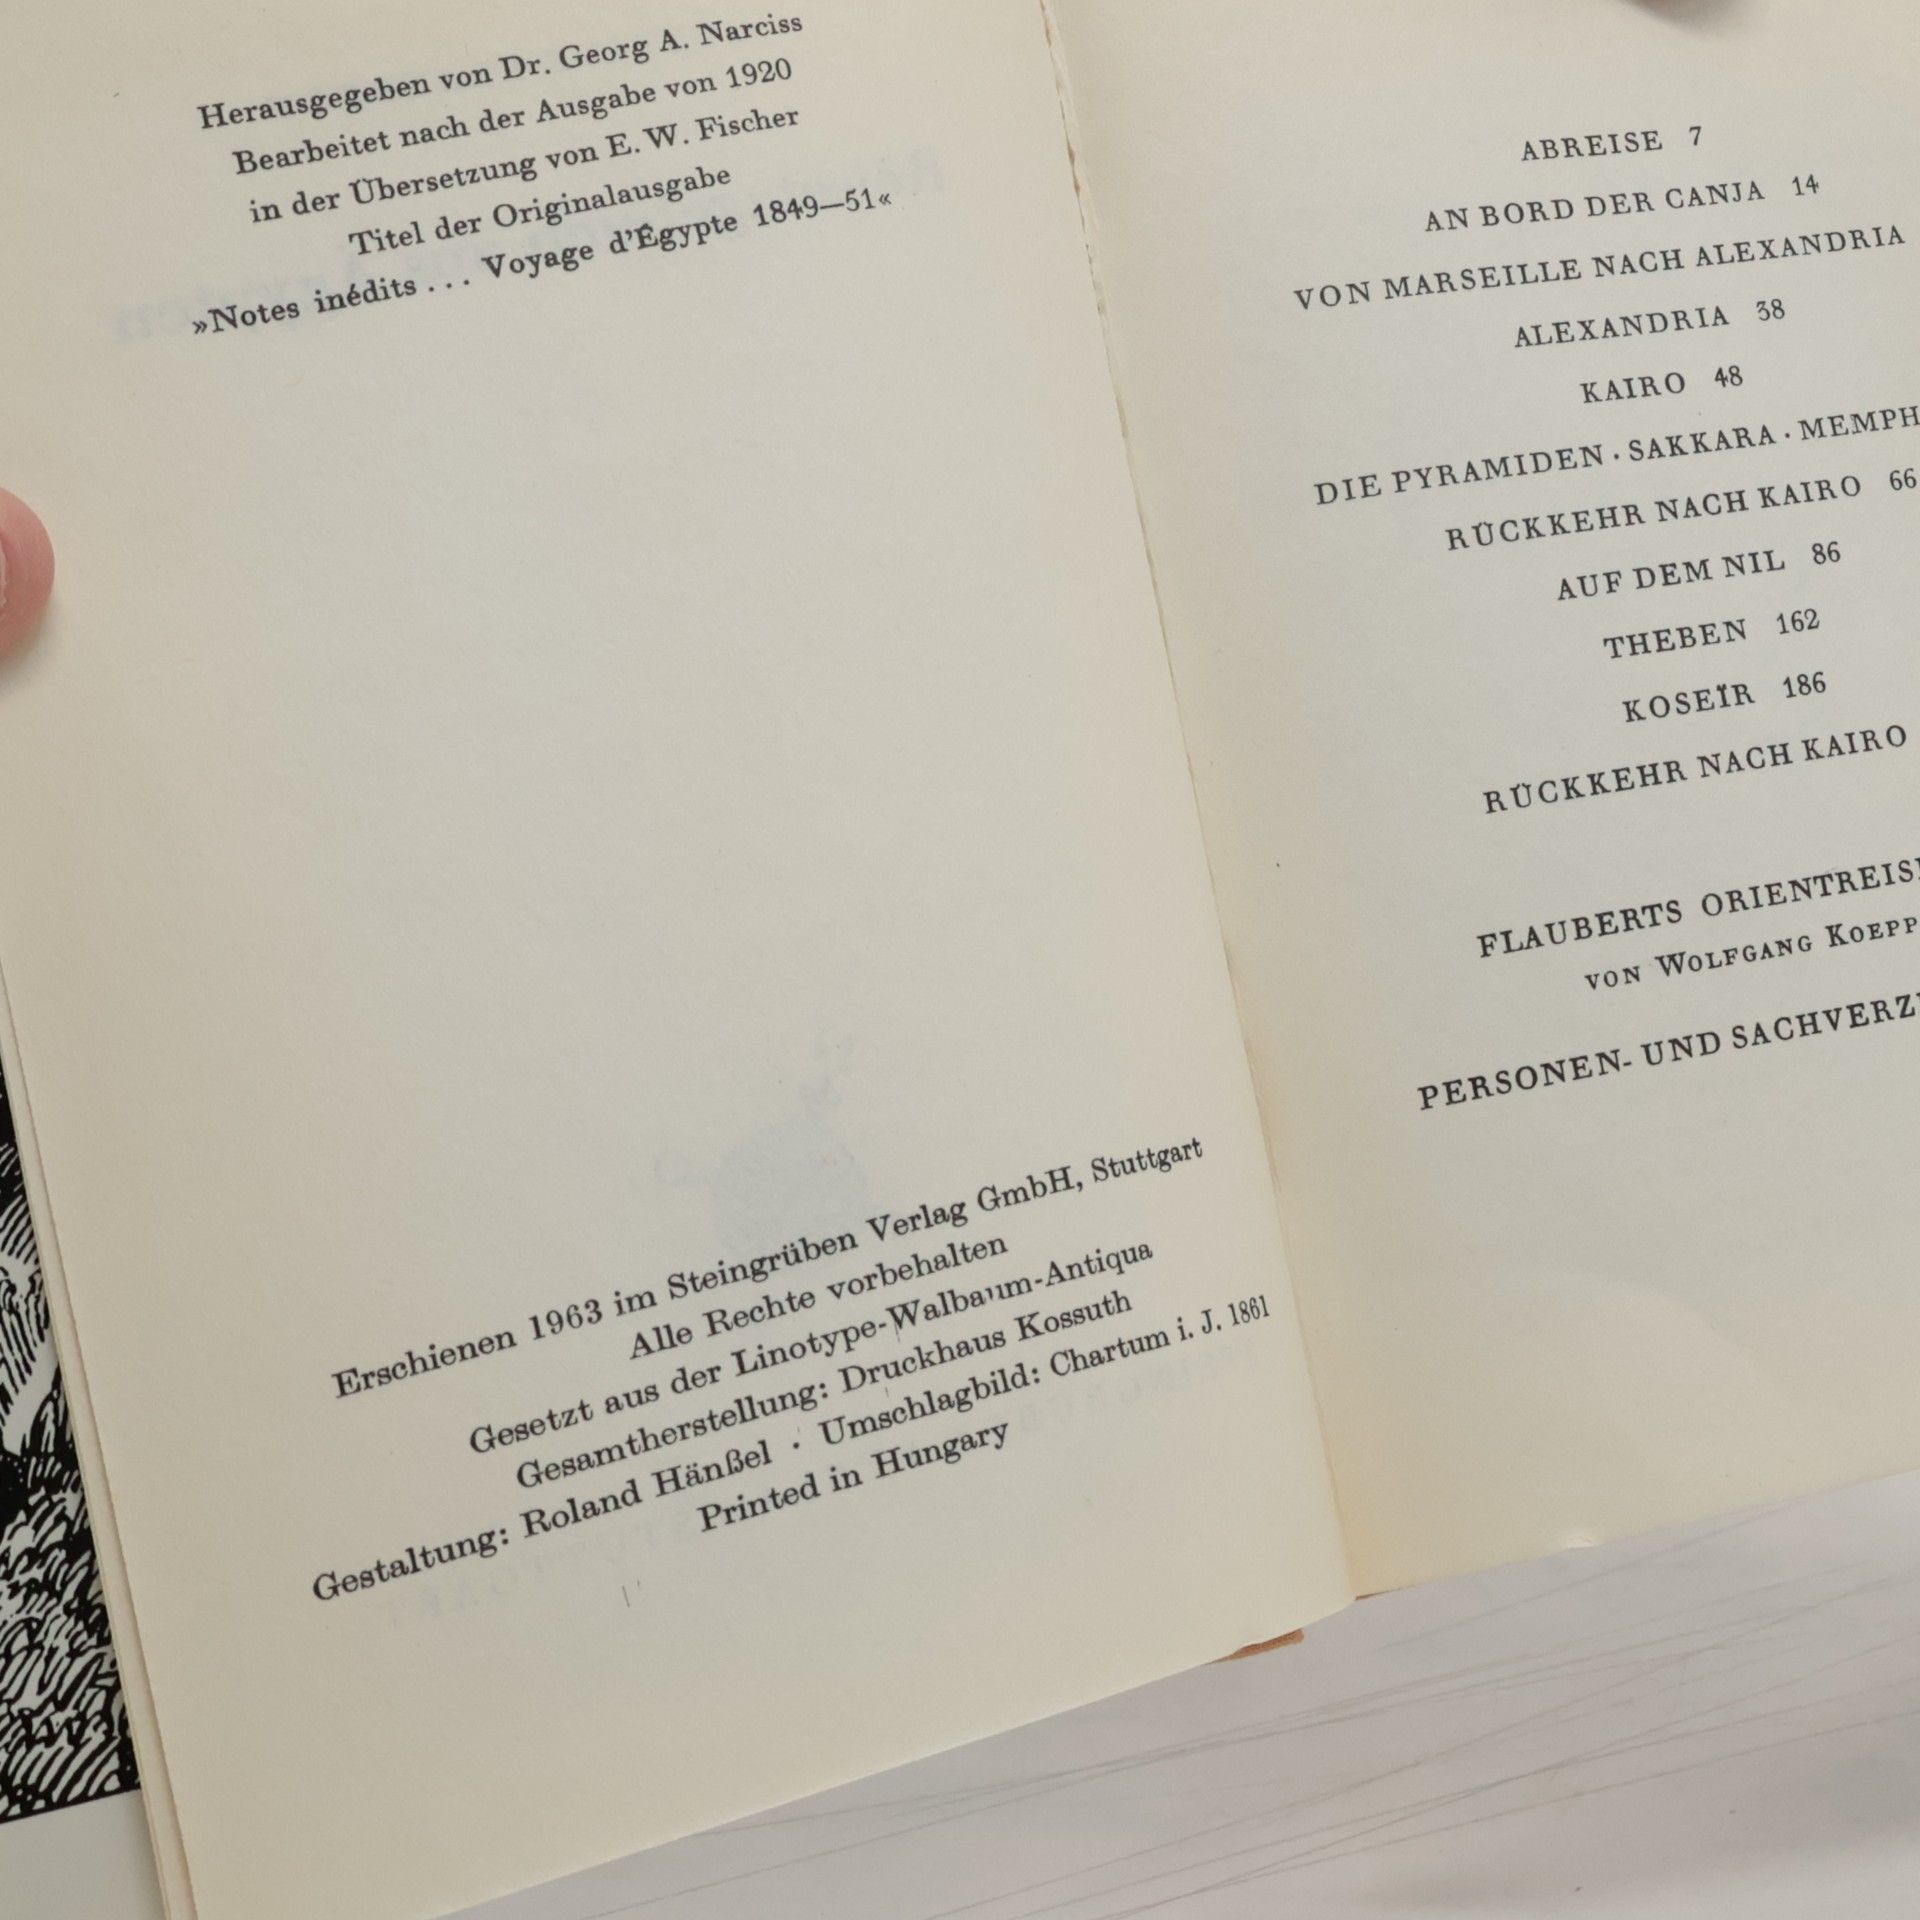 Herausgegeben von Dr. Georg A. Narciss
Bearbeitet nach der Ausgabe von 1920
in der Übersetzung von E. W. Fischer
Titel der Originalausgabe
»Notes inédits . . . Voyage d'Égypte 1849—51«
Erschienen 1963 im Steingrüben Verlag GmbH, Stuttgart
Alle Rechte vorbehalten
Gesetzt aus der Linotype-Walbaum-Antiqua
Gesamtherstellung: Druckhaus Kossuth
Gestaltung: Roland Hänßel · Umschlagbild: Chartum i. J. 1861
Printed in Hungary
ABREISE 7
AN BORD DER CANJA 14
VON MARSEILLE NACH ALEXANDRIA
ALEXANDRIA 38
KAIRO 48
DIE PYRAMIDEN · SAKKARA · MEMPH
RÜCKKEHR NACH KAIRO 66
AUF DEM NIL 86
THEBEN 162
KOSEÏR 186
RÜCKKEHR NACH KAIRO
FLAUBERTS ORIENTREIS
VON WOLFGANG KOEPP
PERSONEN- UND SACHVERZ